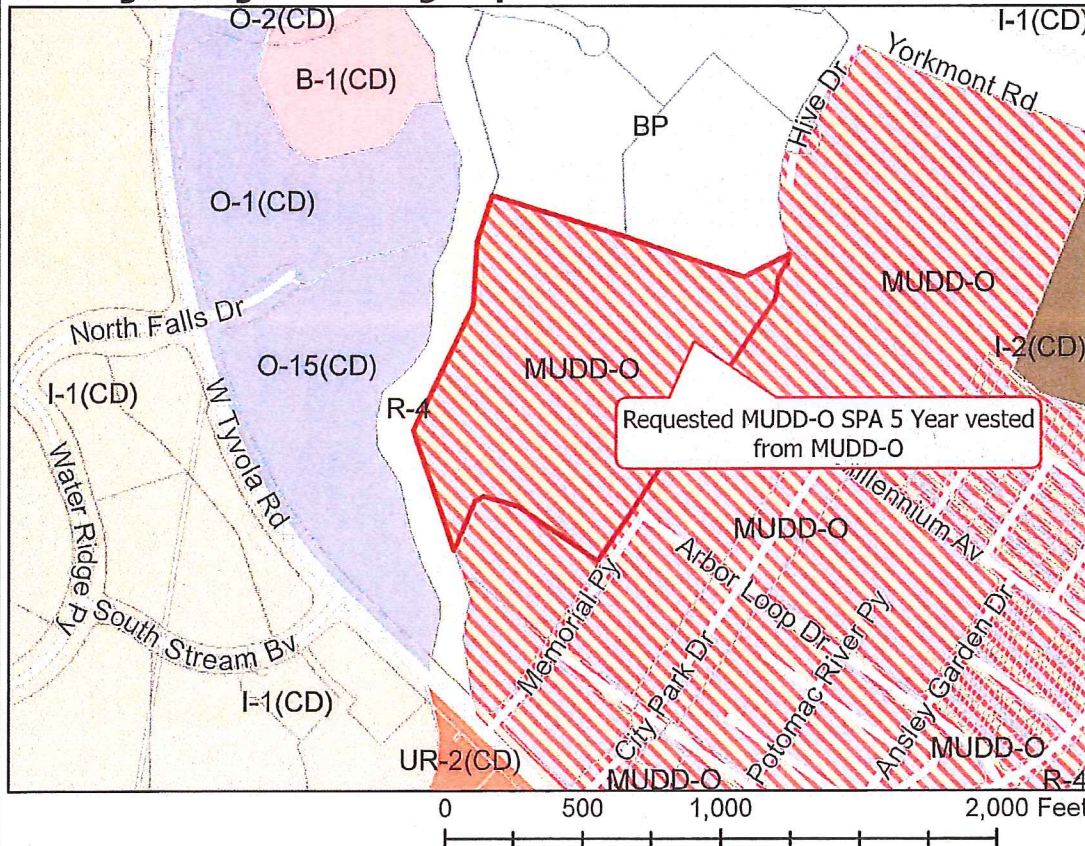 O-2(CD)
I-1(CD)
B-1(CD)
Yorkmont Rd
Hive Dr
BP
O-1(CD)
MUDD-O
North Falls Dr
I-2(CD)
O-15(CD)
MUDD-O
I-1(CD)
R-4
W Tyvola Rd
Requested MUDD-O SPA 5 Year vested
from MUDD-O
Water Ridge Py
Millennium Av
MUDD-O
Arbor Loop Dr
South Stream Bv
Memorial Py
City Park Dr
Potomac River Py
Ansley Garden Dr
I-1(CD)
UR-2(CD)
MUDD-O
MUDD-O
R-4
0 500 1,000 2,000 Feet